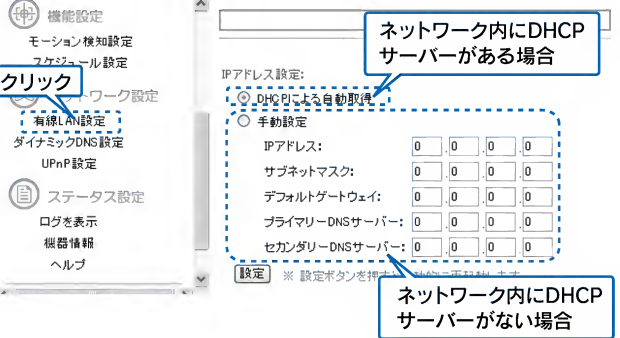 機能設定
モーション検知設定
スケジュール設定
クリック
ワーク設定
有線LAN設定
ダイナミックDNS設定
UPnP設定
ステータス設定
ログを表示
機器情報
ヘルプ
ネットワーク内にDHCP
サーバーがある場合
IPアドレス設定:
DHCPによる自動取得
手動設定
IPアドレス: 0 .0 .0 .0
サブネットマスク: 0 .0 .0 .0
デフォルトゲートウェイ: 0 .0 .0 .0
プライマリーDNSサーバー: 0 .0 .0 .0
セカンダリーDNSサーバー: 0 .0 .0 .0
設定 ※ 設定ボタンを押す
ネットワーク内にDHCP
サーバーがない場合